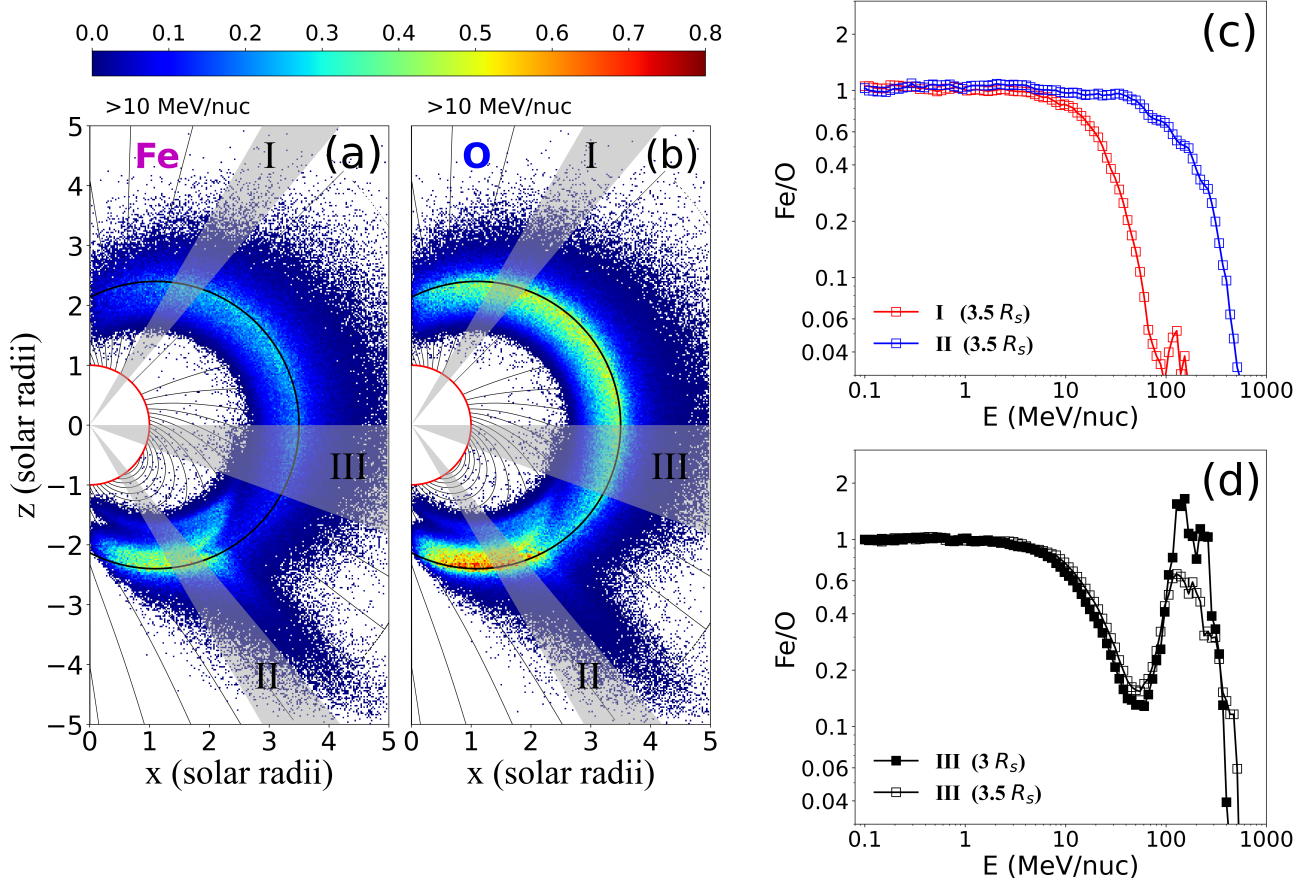 0.0 0.1 0.2 0.3 0.4 0.5 0.6 0.7 0.8
>10 MeV/nuc
Fe
I
(a)
III
II
5
4
3
2
1
0
−1
−2
−3
−4
−5
z (solar radii)
0 1 2 3 4 5
x (solar radii)
>10 MeV/nuc
O
I
(b)
III
II
0 1 2 3 4 5
x (solar radii)
(c)
2
1
0.6
0.4
0.2
0.1
0.06
0.04
Fe/O
I (3.5 Rs)
II (3.5 Rs)
0.1 1 10 100 1000
E (MeV/nuc)
(d)
2
1
0.6
0.4
0.2
0.1
0.06
0.04
Fe/O
III (3 Rs)
III (3.5 Rs)
0.1 1 10 100 1000
E (MeV/nuc)